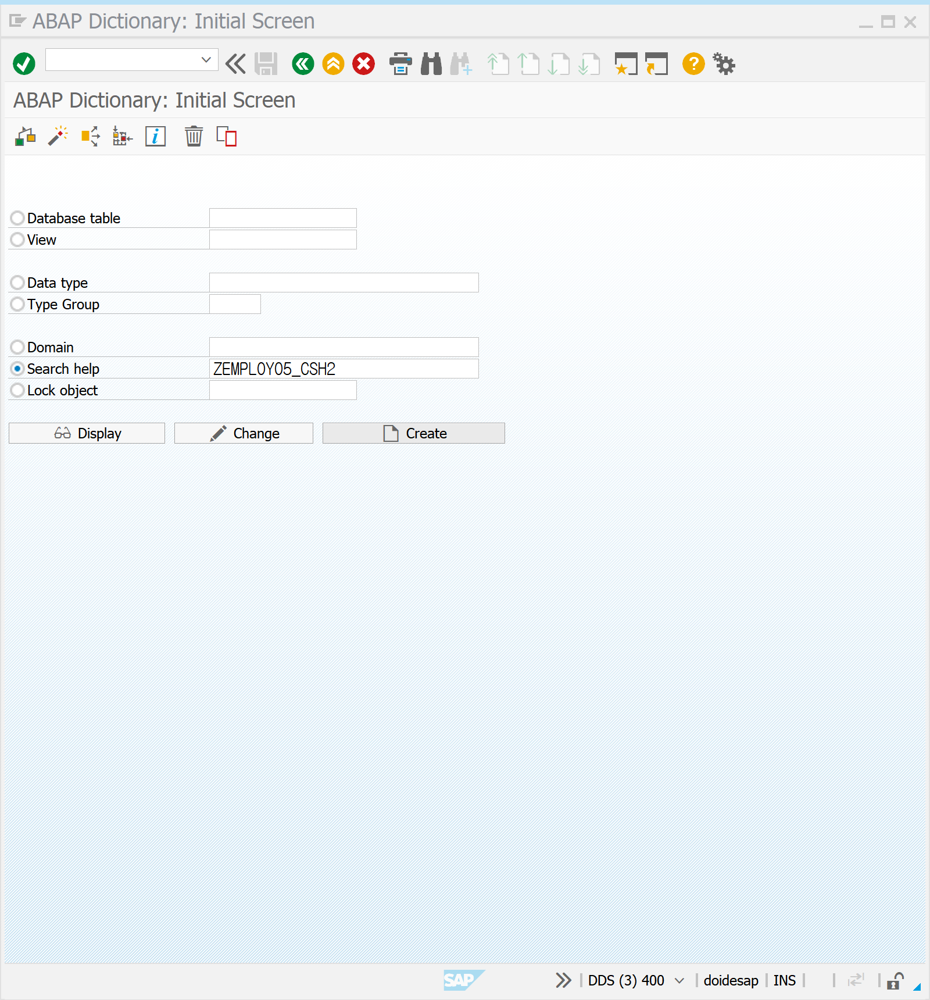 ABAP Dictionary: Initial Screen
ABAP Dictionary: Initial Screen
Database table
View
Data type
Type Group
Domain
Search help ZEMPLOY05_CSH2
Lock object
Display Change Create
SAP DDS (3) 400 doidesap INS